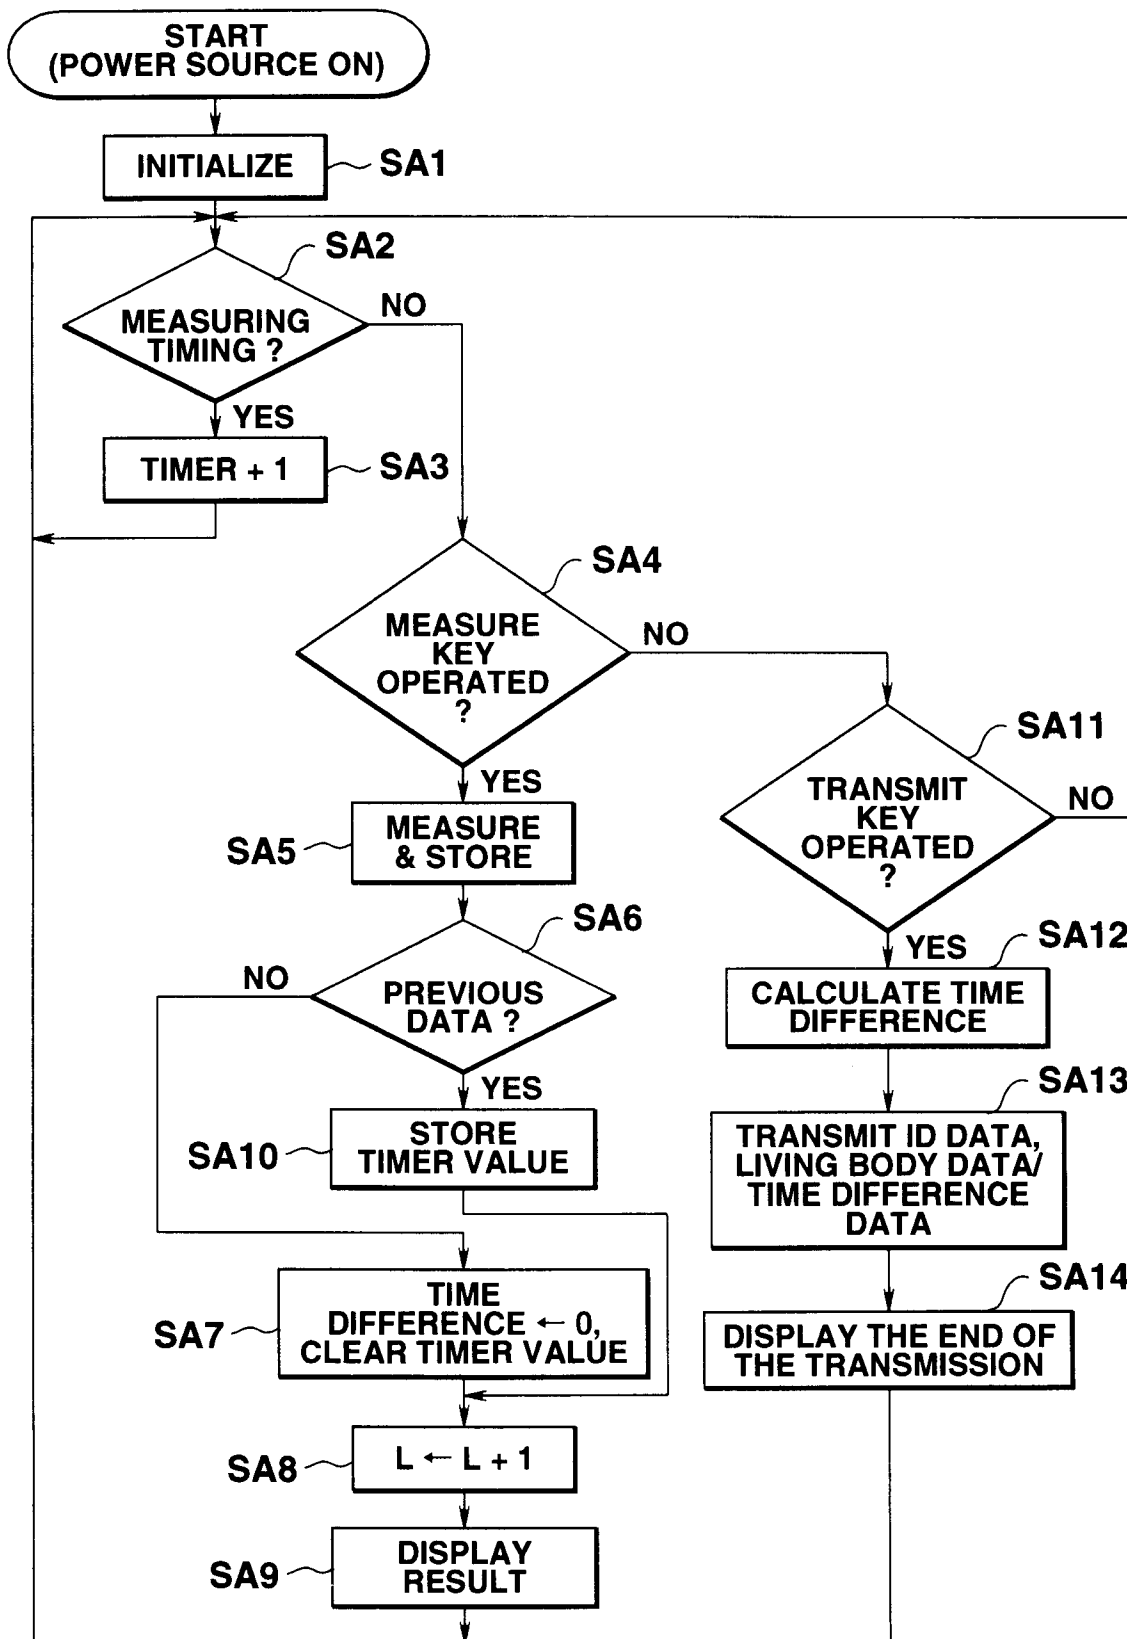 START
(POWER SOURCE ON)
INITIALIZE
SA1
SA2
MEASURING
TIMING ?
NO
YES
TIMER + 1
SA3
SA4
MEASURE
KEY
OPERATED
?
NO
YES
SA5
MEASURE
& STORE
SA6
PREVIOUS
DATA ?
NO
YES
SA10
STORE
TIMER VALUE
SA7
TIME
DIFFERENCE ← 0,
CLEAR TIMER VALUE
SA8
L ← L + 1
SA9
DISPLAY
RESULT
SA11
TRANSMIT
KEY
OPERATED
?
NO
YES
SA12
CALCULATE TIME
DIFFERENCE
SA13
TRANSMIT ID DATA,
LIVING BODY DATA/
TIME DIFFERENCE
DATA
SA14
DISPLAY THE END OF
THE TRANSMISSION